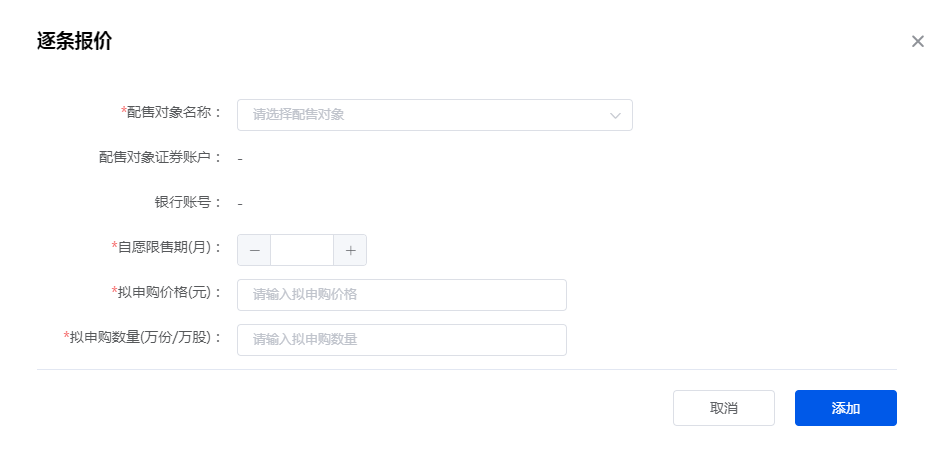 逐条报价
*配售对象名称： 请选择配售对象
配售对象证券账户： -
银行账号： -
*自愿限售期(月)： − +
*拟申购价格(元)： 请输入拟申购价格
*拟申购数量(万份/万股)： 请输入拟申购数量
取消 添加